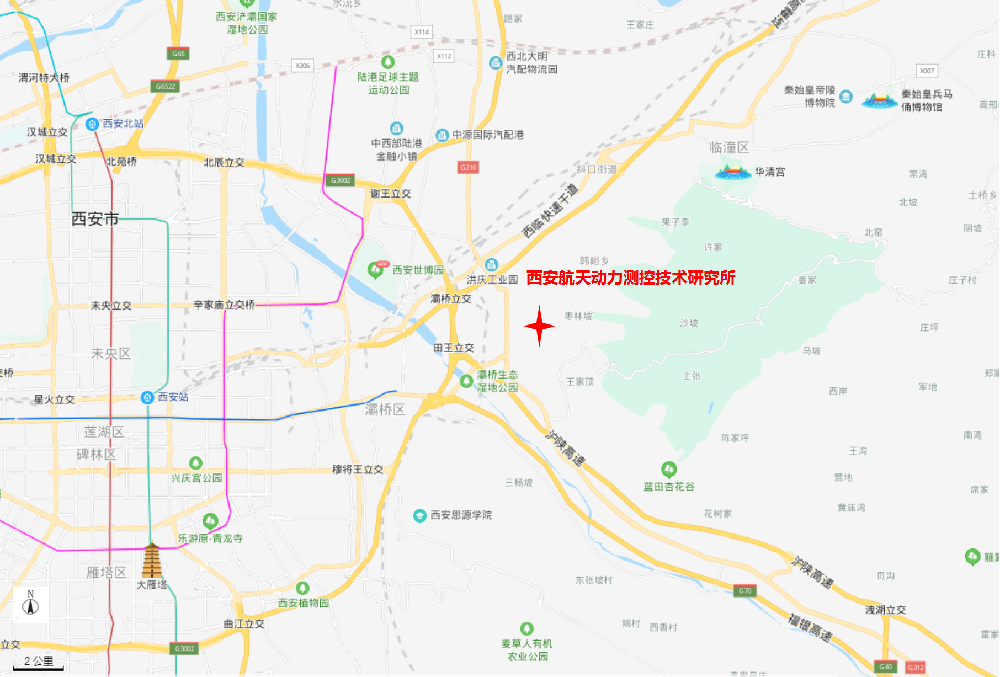 水流乡
西安浐灞国家
湿地公园
路家
王家庄
连霍高速
X114
G65
X112
X306
西北大明
汽配物流园
庄科
X007
渭河特大桥
G6522
陆港足球主题
运动公园
秦始皇帝陵
博物院
秦始皇兵马
俑博物馆
高邢
西安北站
汉城立交
中西部陆港
金融小镇
中源国际汽配港
临潼区
汉城立交
北苑桥
北辰立交
G210
斜口街道
华清宫
常湾
G3002
谢王立交
西临快速干道
土桥乡
北坡
西安市
果子李
阴坡
北窑
许家
韩峪乡
西安世博园
HOT
洪庆工业园
西安航天动力测控技术研究所
姜家
庄子村
灞桥立交
未央立交
辛家庙立交桥
枣林坡
沙坡
庄坪
田王立交
未央区
马坡
灞桥生态
湿地公园
王家顶
上张
郑家
西岸
军地
星火立交
西安站
灞桥区
莲湖区
陈家坪
南湾
沪陕高速
王沟
碑林区
兴庆宫公园
穆将王立交
三杨坡
蓝田杏花谷
营地
席家
西安思源学院
花树家
黄庙湾
乐游原-青龙寺
雁塔区
大雁塔
沪陕高速
页沟
N
东张坡村
G70
西安植物园
洩湖立交
曲江立交
姚村
西香村
福银高速
雷家
麦草人有机
农业公园
立交
G3002
2 公里
G40
G312